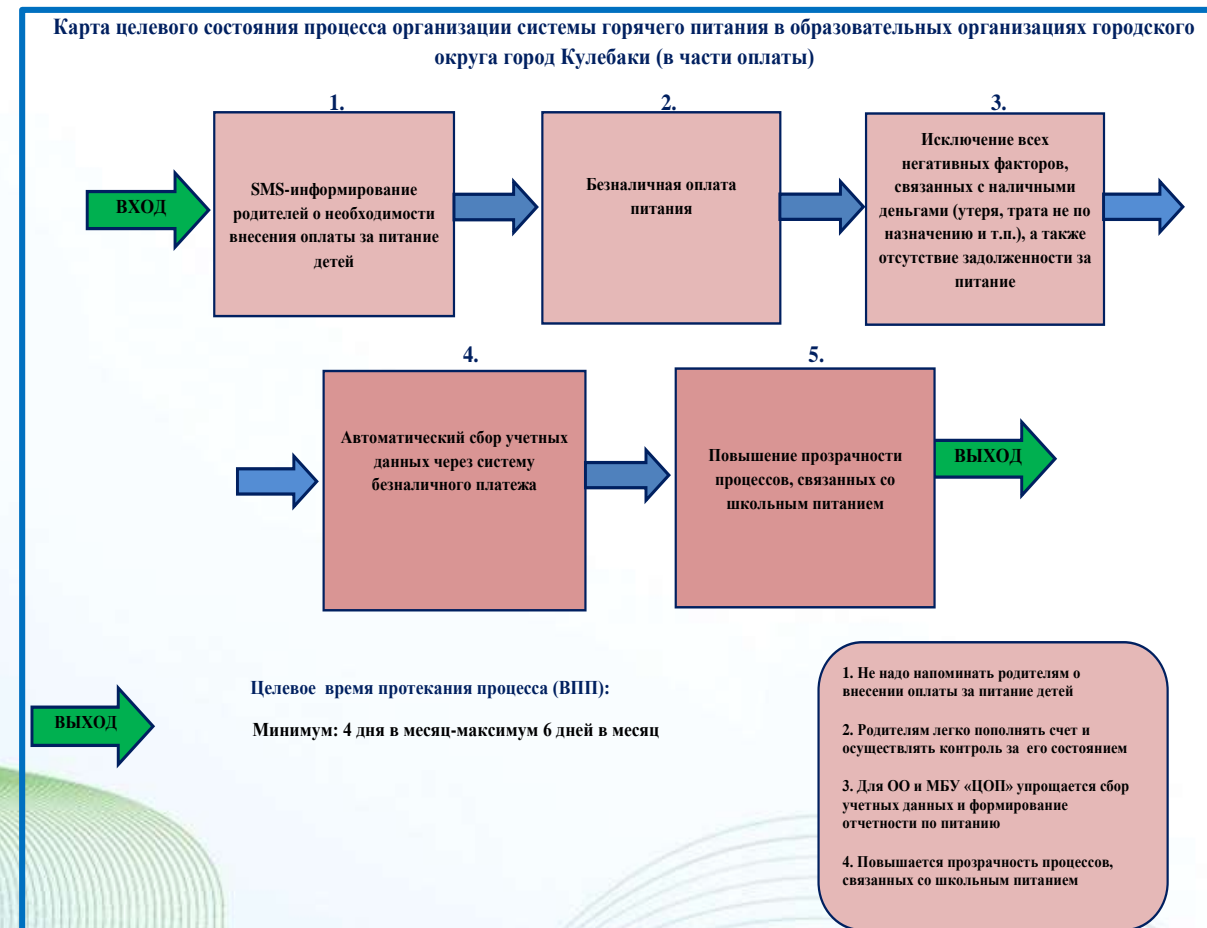 Карта целевого состояния процесса организации системы горячего питания в образовательных организациях городского
округа город Кулебаки (в части оплаты)
1.
2.
3.
ВХОД
SMS-информирование
родителей о необходимости
внесения оплаты за питание
детей
Безналичная оплата
питания
Исключение всех
негативных факторов,
связанных с наличными
деньгами (утеря, трата не по
назначению и т.п.), а также
отсутствие задолженности за
питание
4.
5.
Автоматический сбор учетных
данных через систему
безналичного платежа
Повышение прозрачности
процессов, связанных со
школьным питанием
ВЫХОД
ВЫХОД
Целевое время протекания процесса (ВПП):
Минимум: 4 дня в месяц-максимум 6 дней в месяц
1. Не надо напоминать родителям о
внесении оплаты за питание детей
2. Родителям легко пополнять счет и
осуществлять контроль за его состоянием
3. Для ОО и МБУ «ЦОП» упрощается сбор
учетных данных и формирование
отчетности по питанию
4. Повышается прозрачность процессов,
связанных со школьным питанием